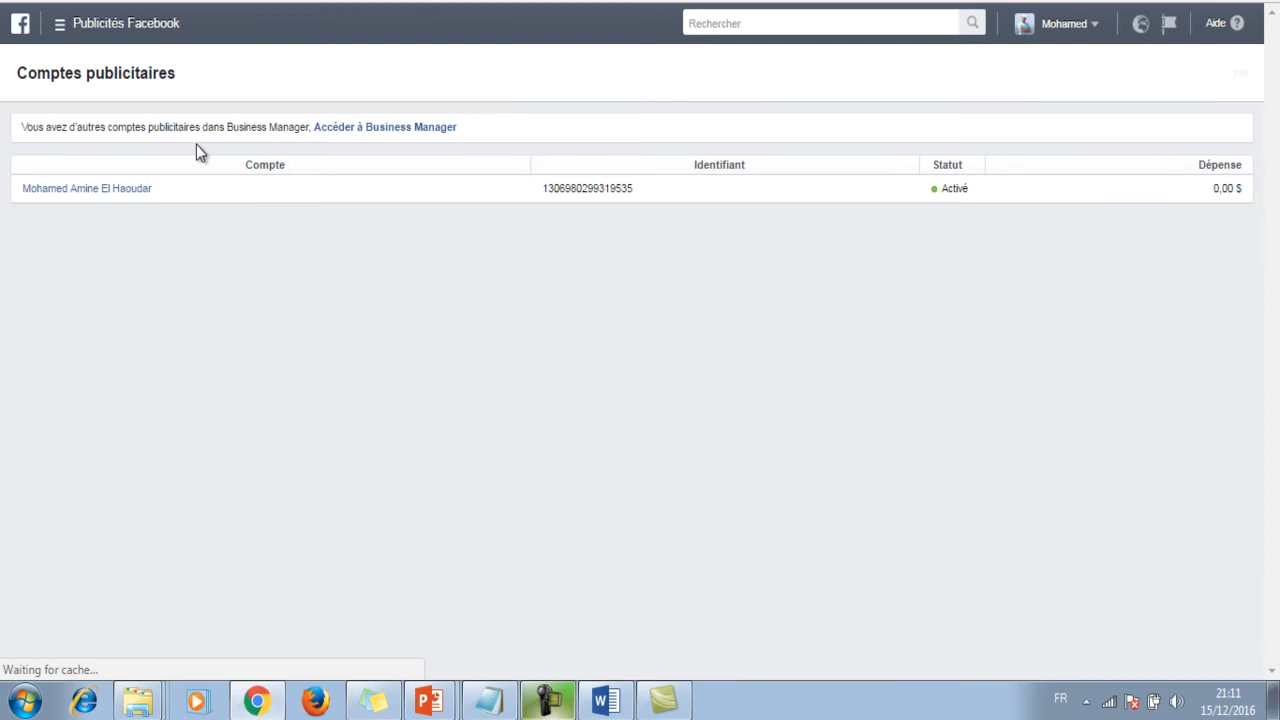 Publicités Facebook
Rechercher
Mohamed
Aide
Comptes publicitaires
Vous avez d'autres comptes publicitaires dans Business Manager, Accéder à Business Manager
Compte Identifiant Statut Dépense
Mohamed Amine El Haoudar 1306980299319535 Activé 0,00 $
Waiting for cache...
FR
21:11
15/12/2016